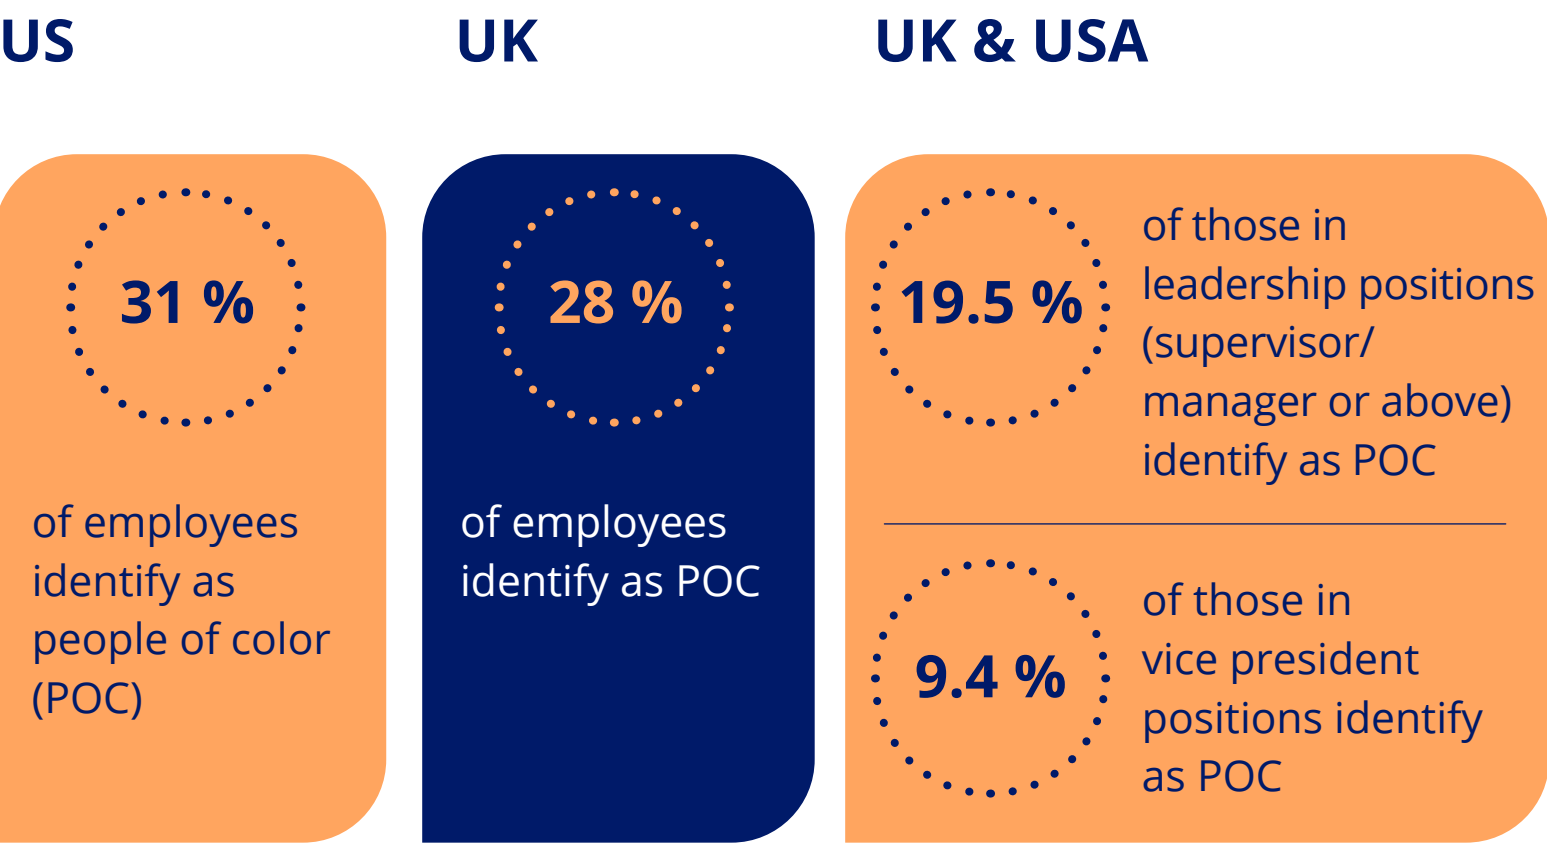 US
31 %
of employees
identify as
people of color
(POC)
UK
28 %
of employees
identify as POC
UK & USA
19.5 %
of those in
leadership positions
(supervisor/
manager or above)
identify as POC
9.4 %
of those in
vice president
positions identify
as POC